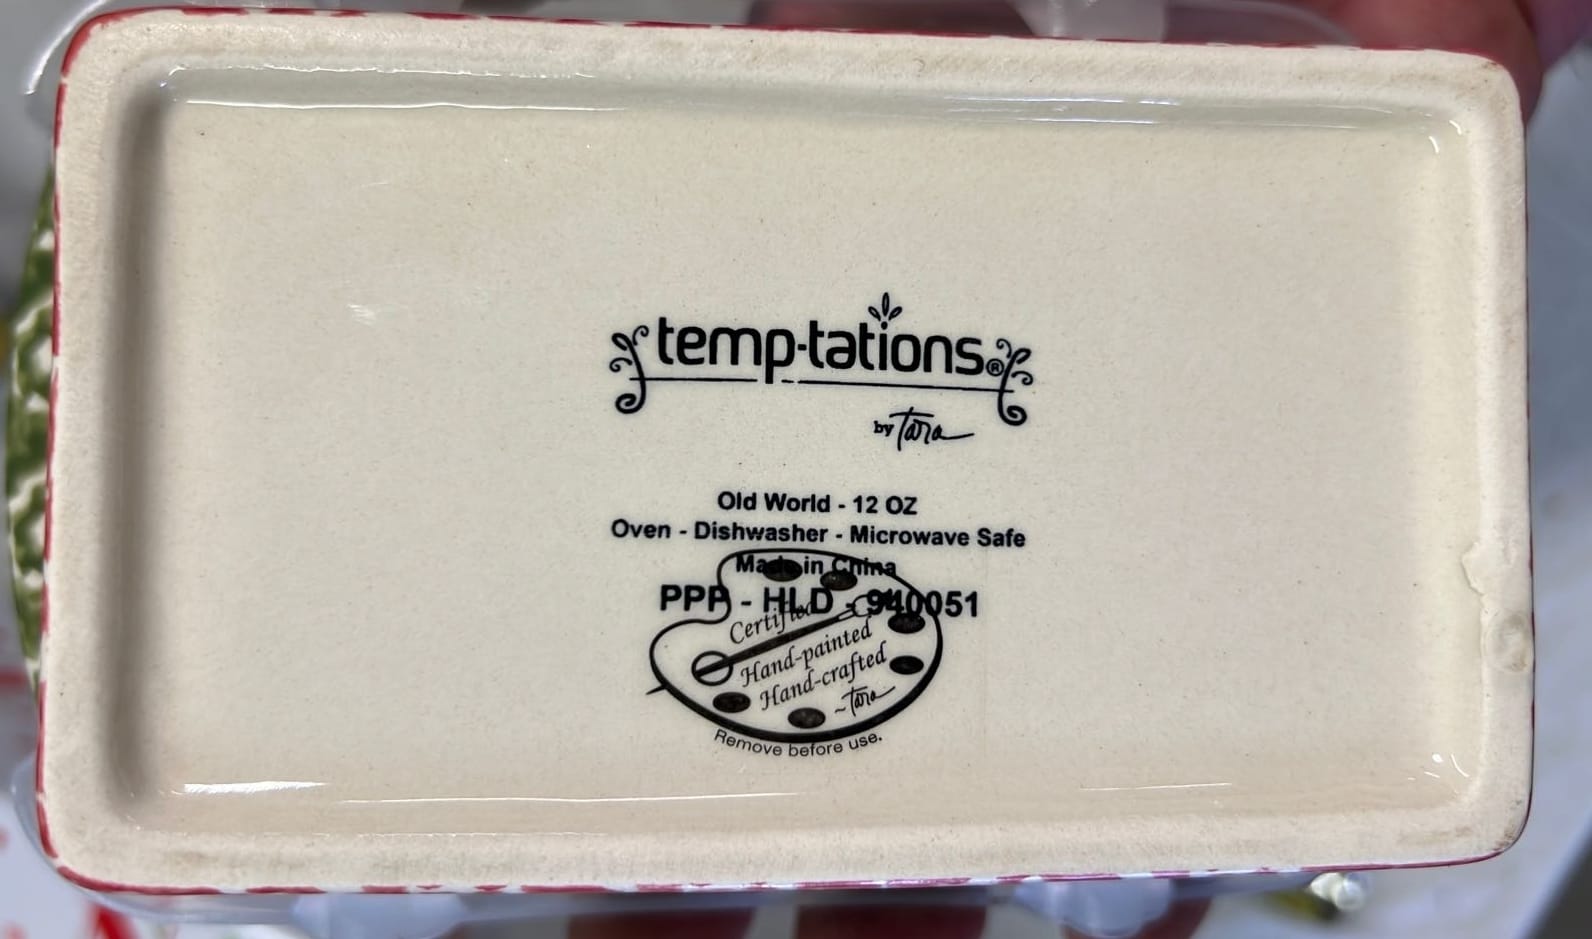 temp-tations®
by Tara
Old World - 12 OZ
Oven - Dishwasher - Microwave Safe
Made in China
PPP - HLD - 940051
Certified
Hand-painted
Hand-crafted
~Tara
Remove before use.